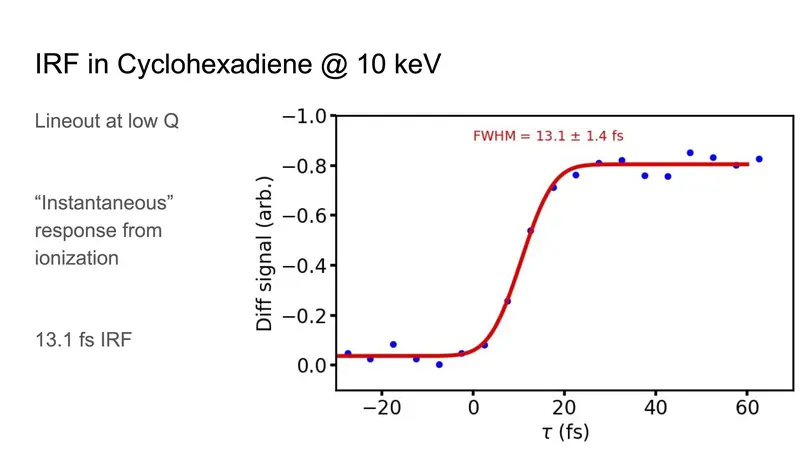 IRF in Cyclohexadiene @ 10 keV
Lineout at low Q
“Instantaneous”
response from
ionization
13.1 fs IRF
FWHM = 13.1 ± 1.4 fs
Diff signal (arb.)
−1.0
−0.8
−0.6
−0.4
−0.2
0.0
−20
0
20
40
60
τ (fs)